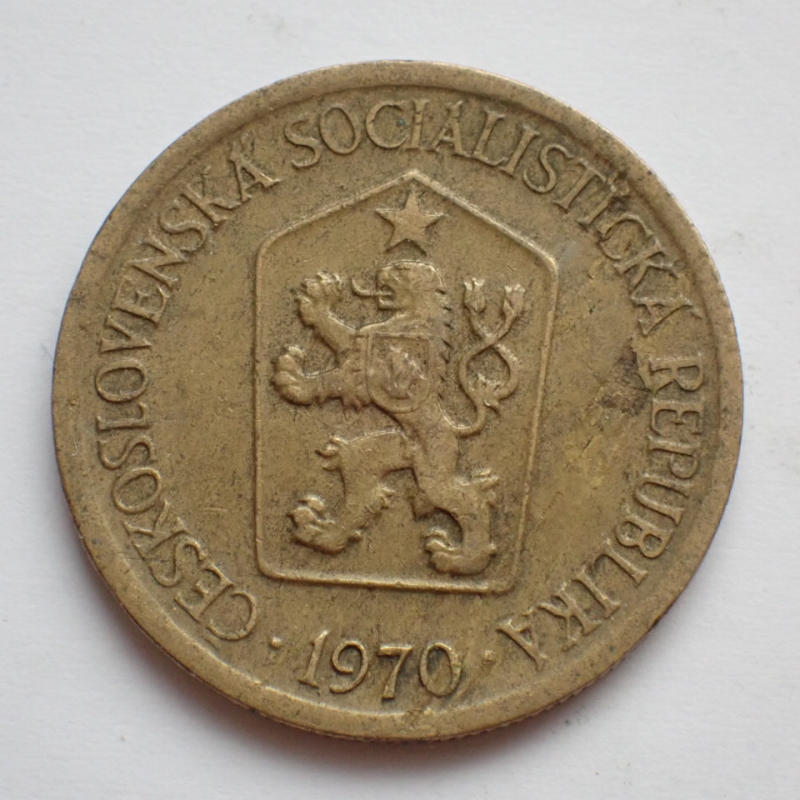 ČESKOSLOVENSKÁ SOCIALISTICKÁ REPUBLIKA
· 1970 ·